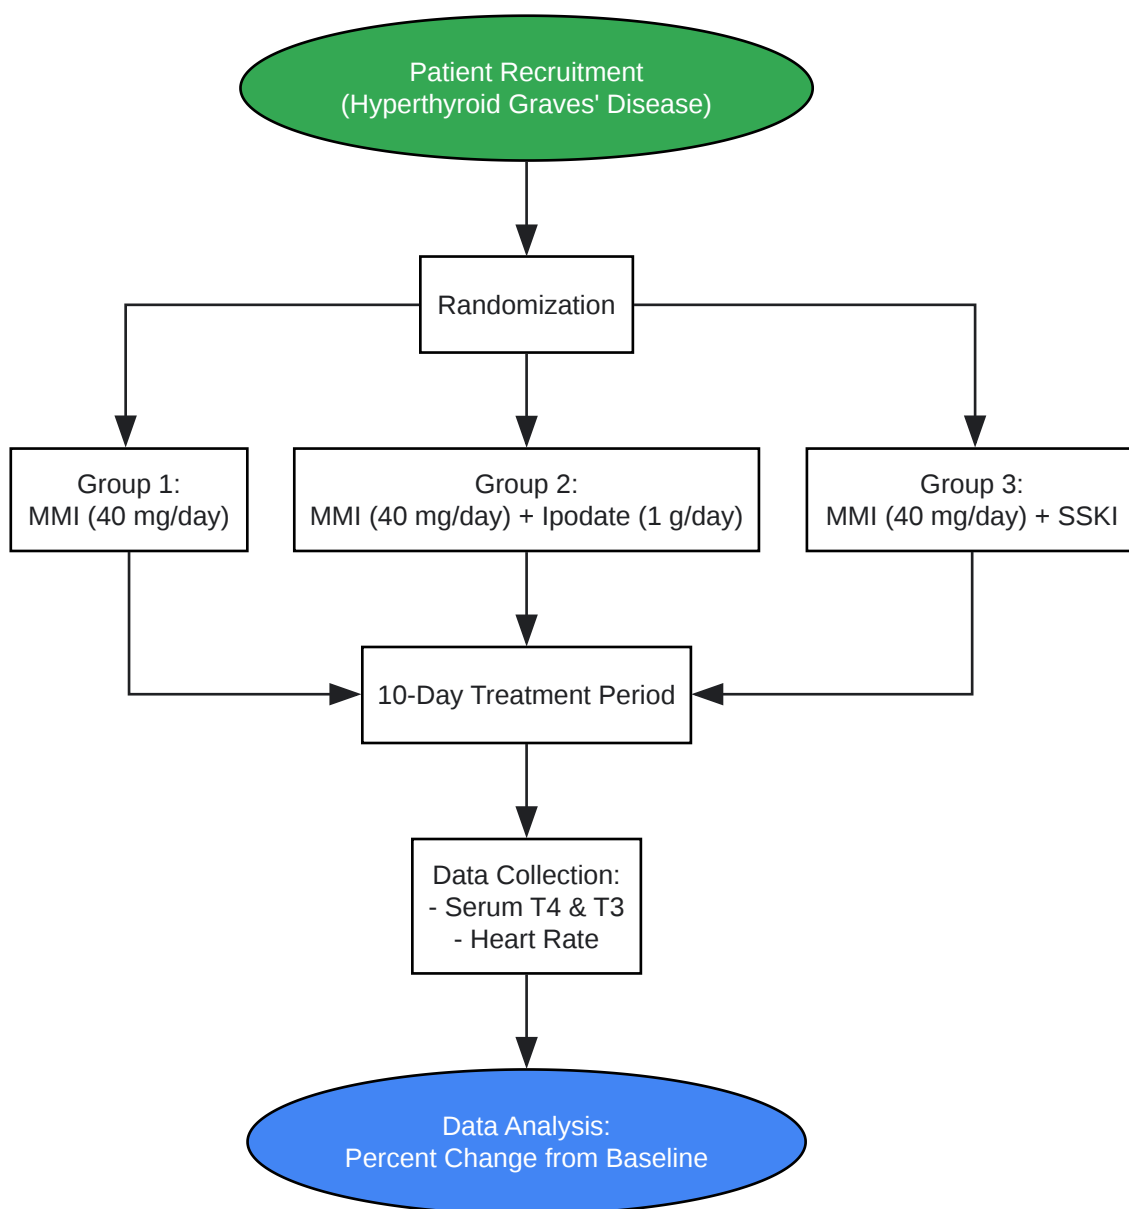 Patient Recruitment
(Hyperthyroid Graves' Disease)
Randomization
Group 1:
MMI (40 mg/day)
Group 2:
MMI (40 mg/day) + Ipodate (1 g/day)
Group 3:
MMI (40 mg/day) + SSKI
10-Day Treatment Period
Data Collection:
- Serum T4 & T3
- Heart Rate
Data Analysis:
Percent Change from Baseline